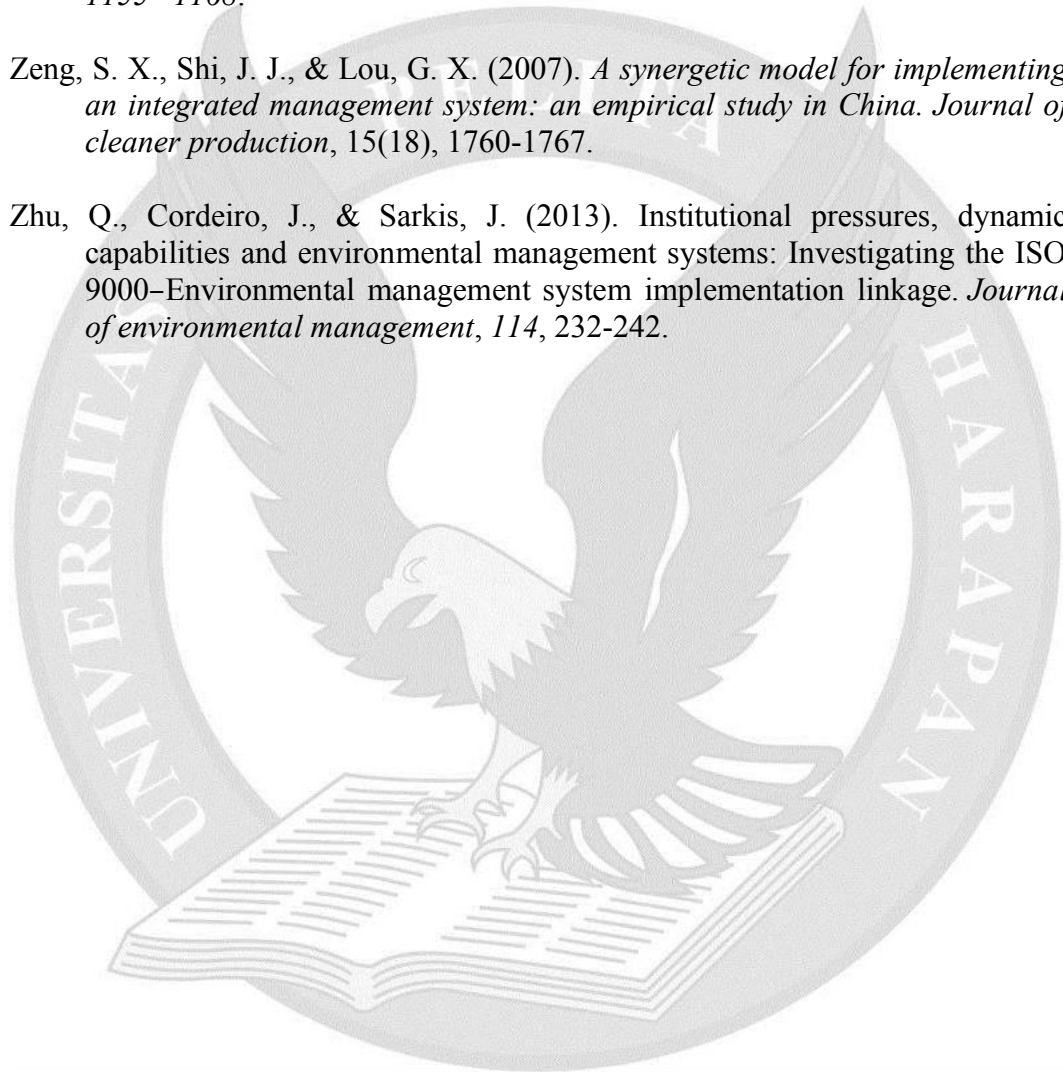 Zeng, S. X., Shi, J. J., & Lou, G. X. (2007). A synergetic model for implementing
an integrated management system: an empirical study in China. Journal of
cleaner production, 15(18), 1760-1767.
Zhu, Q., Cordeiro, J., & Sarkis, J. (2013). Institutional pressures, dynamic
capabilities and environmental management systems: Investigating the ISO
9000–Environmental management system implementation linkage. Journal
of environmental management, 114, 232-242.
UNIVERSITAS PELITA HARAPAN